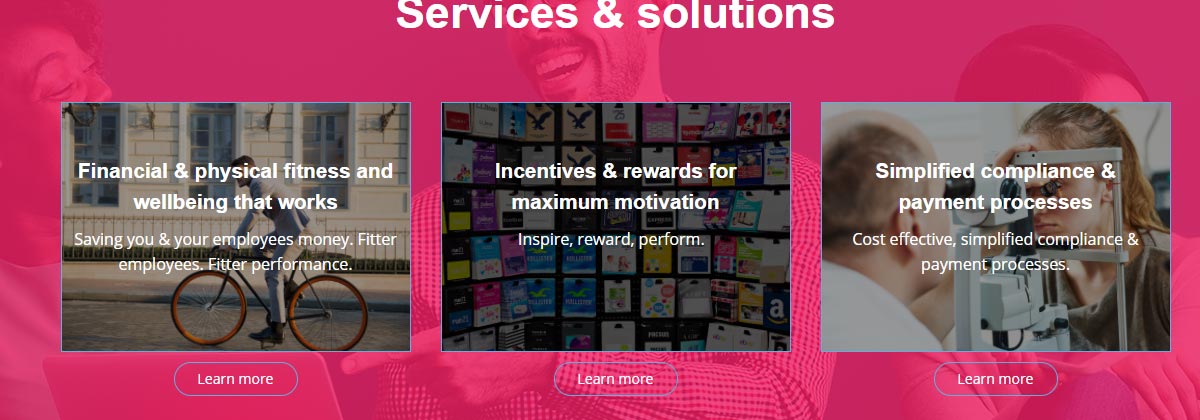 Services & solutions
Financial & physical fitness and
wellbeing that works
Saving you & your employees money. Fitter
employees. Fitter performance.
Learn more
Incentives & rewards for
maximum motivation
Inspire, reward, perform.
Learn more
Simplified compliance &
payment processes
Cost effective, simplified compliance &
payment processes.
Learn more